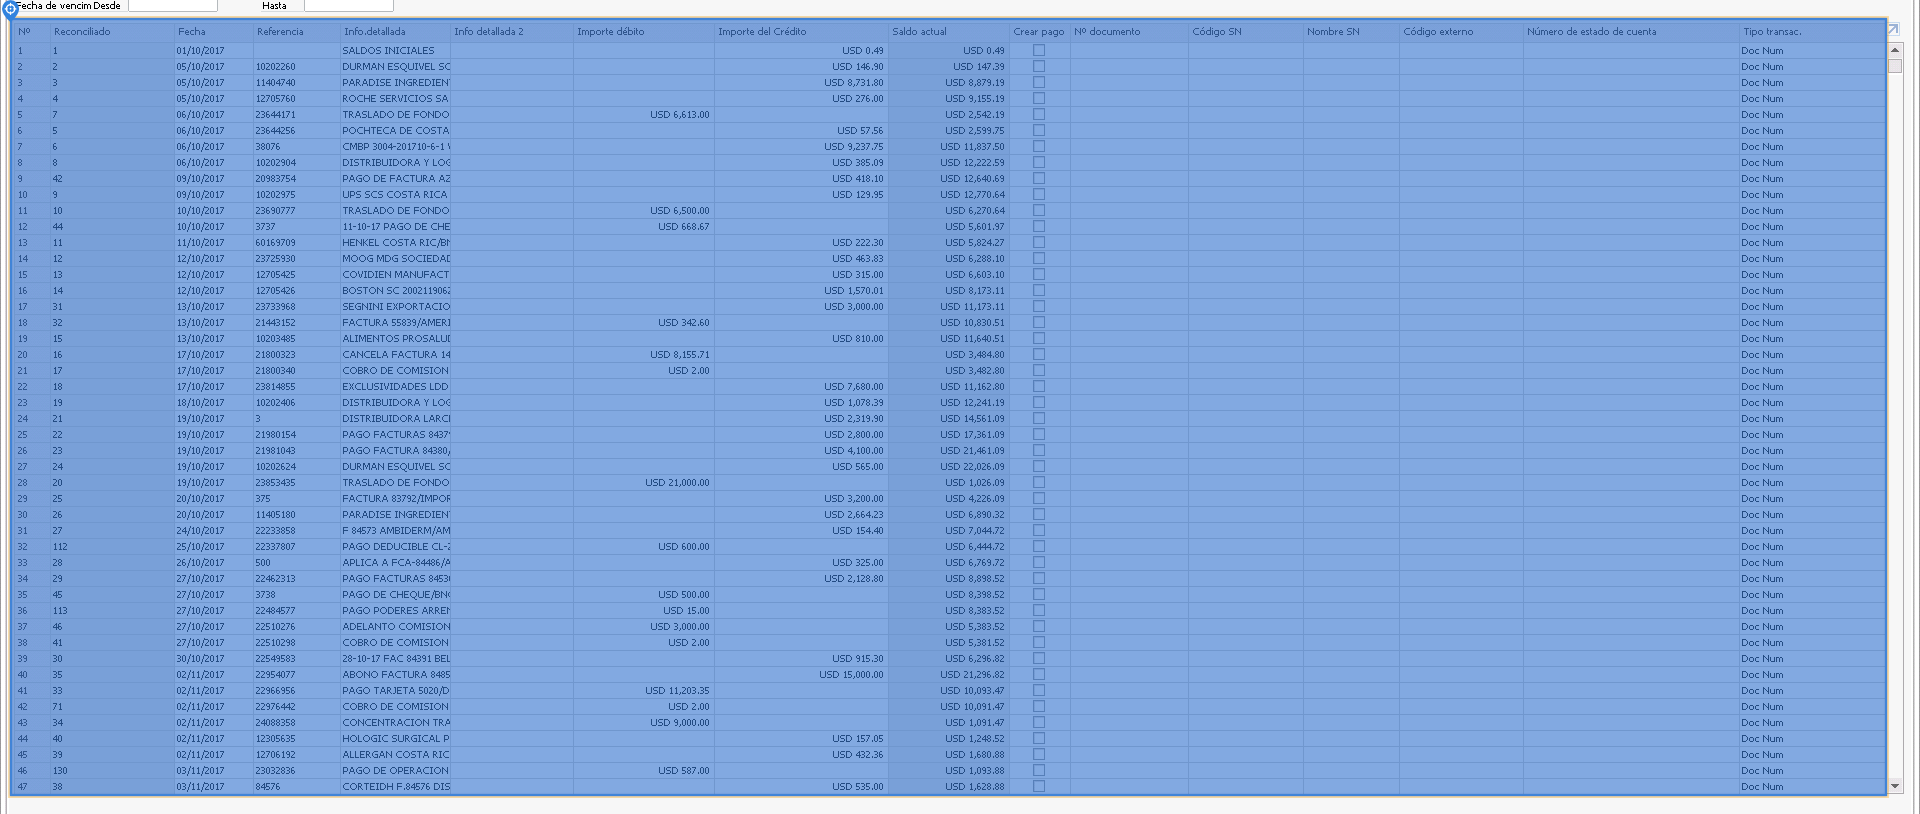 Fecha de vencim Desde Hasta
Nº Reconciliado Fecha Referencia Info.detallada Info detallada 2 Importe débito Importe del Crédito Saldo actual Crear pago Nº documento Código SN Nombre SN Código externo Número de estado de cuenta Tipo transac.
1 1 01/10/2017 SALDOS INICIALES USD 0.49 USD 0.49 Doc Num
2 2 05/10/2017 10202260 DURMAN ESQUIVEL SC USD 146.90 USD 147.39 Doc Num
3 3 05/10/2017 11404740 PARADISE INGREDIEN USD 8,731.80 USD 8,879.19 Doc Num
4 4 05/10/2017 12705760 ROCHE SERVICIOS SA USD 276.00 USD 9,155.19 Doc Num
5 7 06/10/2017 23644171 TRASLADO DE FONDO USD 6,613.00 USD 2,542.19 Doc Num
6 5 06/10/2017 23644256 POCHTECA DE COSTA USD 57.56 USD 2,599.75 Doc Num
7 6 06/10/2017 38076 CMBP 3004-201710-6-1 USD 9,237.75 USD 11,837.50 Doc Num
8 8 06/10/2017 10202904 DISTRIBUIDORA Y LOG USD 385.09 USD 12,222.59 Doc Num
9 42 09/10/2017 20983754 PAGO DE FACTURA AZ USD 418.10 USD 12,640.69 Doc Num
10 9 09/10/2017 10202975 UPS SCS COSTA RICA USD 129.95 USD 12,770.64 Doc Num
11 10 10/10/2017 23690777 TRASLADO DE FONDO USD 6,500.00 USD 6,270.64 Doc Num
12 44 10/10/2017 3737 11-10-17 PAGO DE CHE USD 668.67 USD 5,601.97 Doc Num
13 11 11/10/2017 60169709 HENKEL COSTA RIC/BN USD 222.30 USD 5,824.27 Doc Num
14 12 12/10/2017 23725930 MOOG MDG SOCIEDAD USD 463.83 USD 6,288.10 Doc Num
15 13 12/10/2017 12705425 COVIDIEN MANUFACT USD 315.00 USD 6,603.10 Doc Num
16 14 12/10/2017 12705426 BOSTON SC 2002119062 USD 1,570.01 USD 8,173.11 Doc Num
17 31 13/10/2017 23733968 SEGNINI EXPORTACIO USD 3,000.00 USD 11,173.11 Doc Num
18 32 13/10/2017 21443152 FACTURA 55839/AMERI USD 342.60 USD 10,830.51 Doc Num
19 15 13/10/2017 10203485 ALIMENTOS PROSALUD USD 810.00 USD 11,640.51 Doc Num
20 16 17/10/2017 21800323 CANCELA FACTURA 14 USD 8,155.71 USD 3,484.80 Doc Num
21 17 17/10/2017 21800340 COBRO DE COMISION USD 2.00 USD 3,482.80 Doc Num
22 18 17/10/2017 23814855 EXCLUSIVIDADES LDD USD 7,680.00 USD 11,162.80 Doc Num
23 19 18/10/2017 10202406 DISTRIBUIDORA Y LOG USD 1,078.39 USD 12,241.19 Doc Num
24 21 19/10/2017 3 DISTRIBUIDORA LARCE USD 2,319.90 USD 14,561.09 Doc Num
25 22 19/10/2017 21980154 PAGO FACTURAS 8437 USD 2,800.00 USD 17,361.09 Doc Num
26 23 19/10/2017 21981043 PAGO FACTURA 84380/ USD 4,100.00 USD 21,461.09 Doc Num
27 24 19/10/2017 10202624 DURMAN ESQUIVEL SC USD 565.00 USD 22,026.09 Doc Num
28 20 19/10/2017 23853435 TRASLADO DE FONDO USD 21,000.00 USD 1,026.09 Doc Num
29 25 20/10/2017 375 FACTURA 83792/IMPOR USD 3,200.00 USD 4,226.09 Doc Num
30 26 20/10/2017 11405180 PARADISE INGREDIEN USD 2,664.23 USD 6,890.32 Doc Num
31 27 24/10/2017 22233858 F 84573 AMBIDERM/AM USD 154.40 USD 7,044.72 Doc Num
32 112 25/10/2017 22337807 PAGO DEDUCIBLE CL-2 USD 600.00 USD 6,444.72 Doc Num
33 28 26/10/2017 500 APLICA A FCA-84486/A USD 325.00 USD 6,769.72 Doc Num
34 29 27/10/2017 22462313 PAGO FACTURAS 8453 USD 2,128.80 USD 8,898.52 Doc Num
35 45 27/10/2017 3738 PAGO DE CHEQUE/BNC USD 500.00 USD 8,398.52 Doc Num
36 113 27/10/2017 22484577 PAGO PODERES ARREN USD 15.00 USD 8,383.52 Doc Num
37 46 27/10/2017 22510276 ADELANTO COMISION USD 3,000.00 USD 5,383.52 Doc Num
38 41 27/10/2017 22510298 COBRO DE COMISION USD 2.00 USD 5,381.52 Doc Num
39 30 30/10/2017 22549583 28-10-17 FAC 84391 BEL USD 915.30 USD 6,296.82 Doc Num
40 35 02/11/2017 22954077 ABONO FACTURA 8485 USD 15,000.00 USD 21,296.82 Doc Num
41 33 02/11/2017 22966956 PAGO TARJETA 5020/D USD 11,203.35 USD 10,093.47 Doc Num
42 71 02/11/2017 22976442 COBRO DE COMISION USD 2.00 USD 10,091.47 Doc Num
43 34 02/11/2017 24088358 CONCENTRACION TRA USD 9,000.00 USD 1,091.47 Doc Num
44 40 02/11/2017 12305635 HOLOGIC SURGICAL P USD 157.05 USD 1,248.52 Doc Num
45 39 02/11/2017 12706192 ALLERGAN COSTA RIC USD 432.36 USD 1,680.88 Doc Num
46 130 03/11/2017 23032836 PAGO DE OPERACION USD 587.00 USD 1,093.88 Doc Num
47 38 03/11/2017 84576 CORTEIDH F.84576 DIS USD 535.00 USD 1,628.88 Doc Num